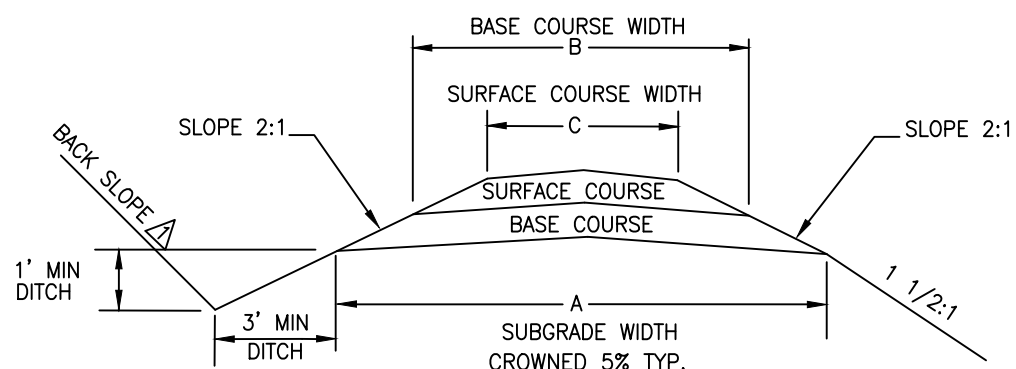 BASE COURSE WIDTH
B
SURFACE COURSE WIDTH
C
SLOPE 2:1
SLOPE 2:1
BACK SLOPE 1
SURFACE COURSE
BASE COURSE
1' MIN
DITCH
3' MIN
DITCH
A
SUBGRADE WIDTH
CROWNED 5% TYP.
1 1/2:1